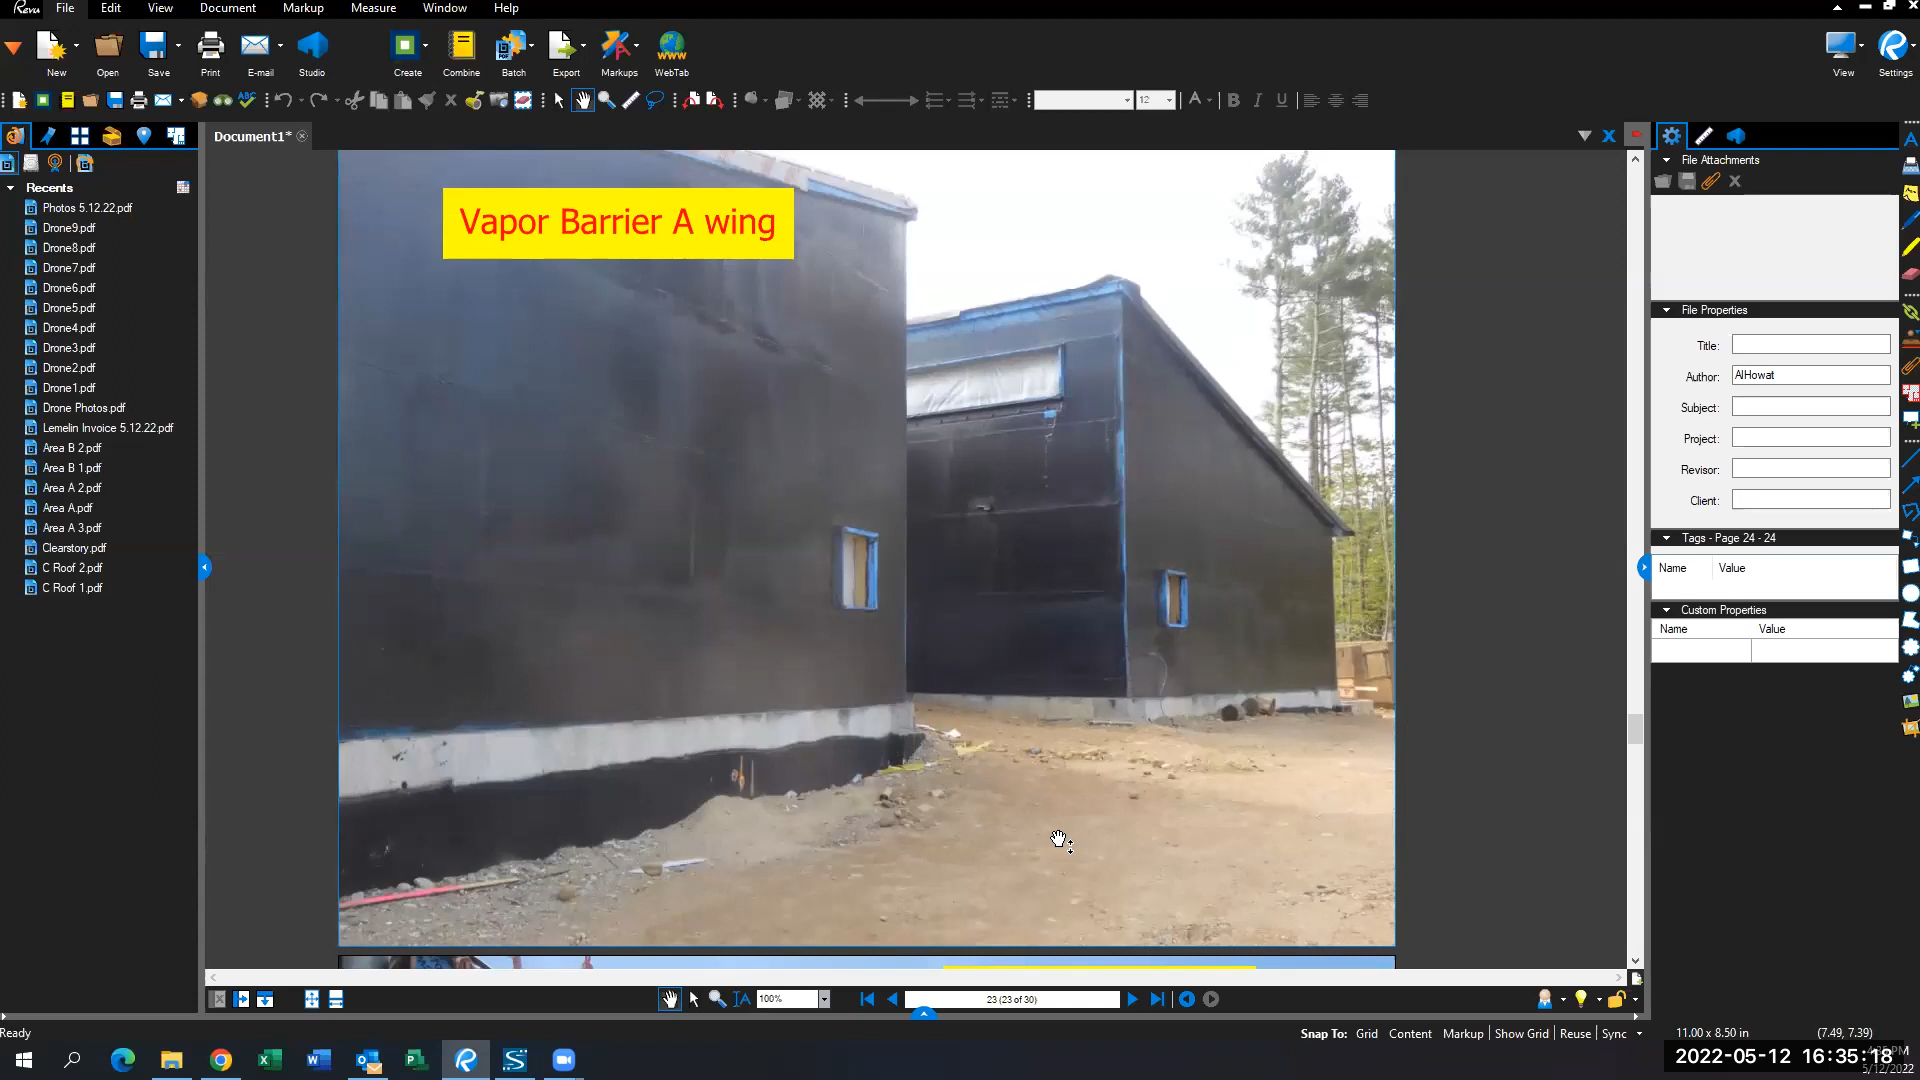 Revu File Edit View Document Markup Measure Window Help
New Open Save Print E-mail Studio Create Combine Batch Export Markups WebTab View Settings
12 A B I U
Document1*
Recents
Photos 5.12.22.pdf
Drone9.pdf
Drone8.pdf
Drone7.pdf
Drone6.pdf
Drone5.pdf
Drone4.pdf
Drone3.pdf
Drone2.pdf
Drone1.pdf
Drone Photos.pdf
Lemelin Invoice 5.12.22.pdf
Area B 2.pdf
Area B 1.pdf
Area A 2.pdf
Area A.pdf
Area A 3.pdf
Clearstory.pdf
C Roof 2.pdf
C Roof 1.pdf
Vapor Barrier A wing
File Attachments
File Properties
Title:
Author: AlHowat
Subject:
Project:
Revisor:
Client:
Tags - Page 24 - 24
Name Value
Custom Properties
Name Value
100% 23 (23 of 30)
Ready Snap To: Grid Content Markup Show Grid Reuse Sync 11.00 x 8.50 in (7.49, 7.39)
2022-05-12 16:35:18
5/12/2022